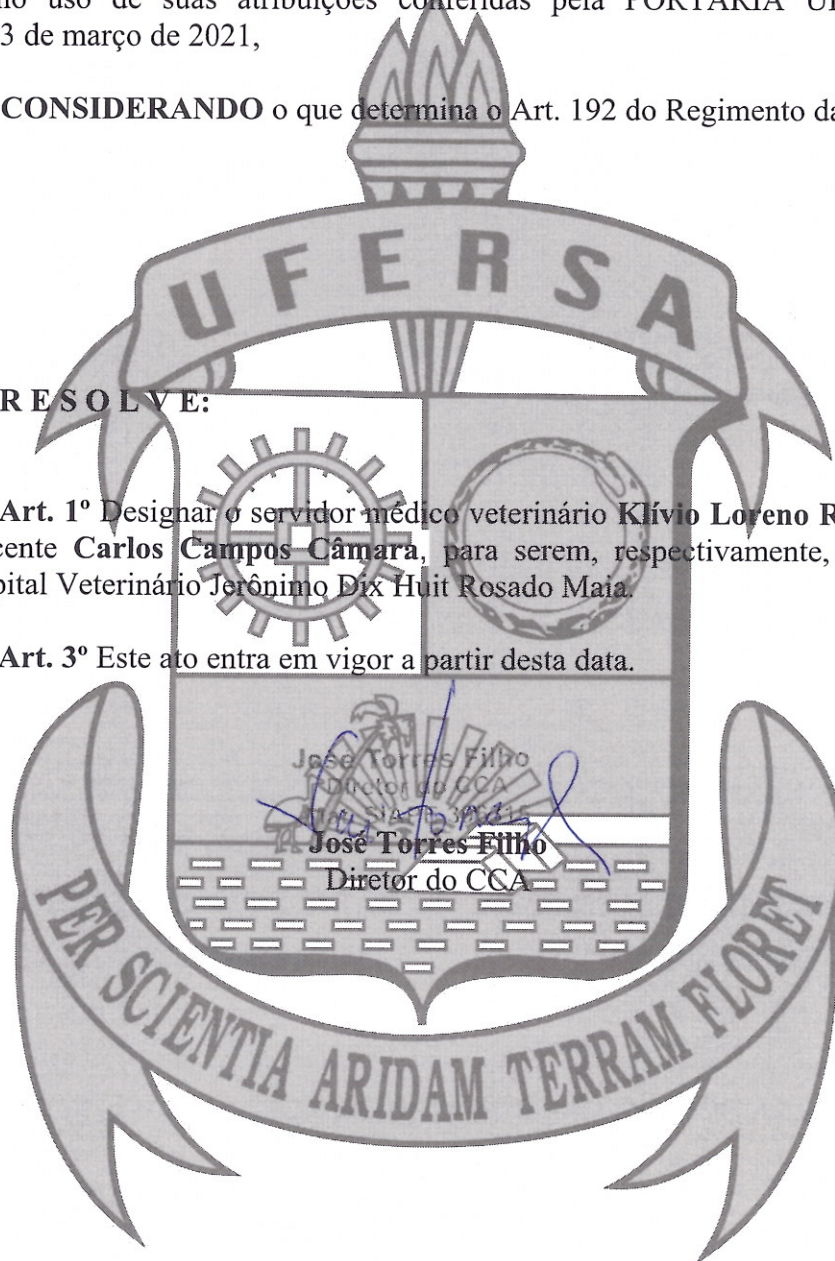 no uso de suas atribuições conferidas pela PORTARIA
3 de março de 2021,
CONSIDERANDO o que determina o Art. 192 do Regimento da
UFERSA
R E S O L V E:
Art. 1º Designar o servidor médico veterinário Klívio Loreno
cente Carlos Campos Câmara, para serem, respectivamente,
pital Veterinário Jerônimo Dix Huit Rosado Maia.
Art. 3º Este ato entra em vigor a partir desta data.
José Torres Filho
Diretor do CCA
José Torres Filho
Diretor do CCA
PER SCIENTIA ARIDAM TERRAM FLORET